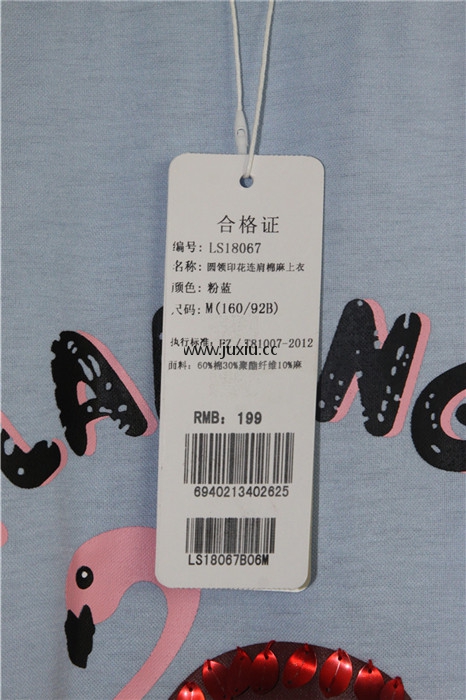 合格证
编号: LS18067
名称: 圆领印花连肩棉麻上衣
颜色: 粉蓝
尺码: M(160/92B)
执行标准: FZ/T81007-2012
www.juxiu.cc
面料: 60%棉30%聚酯纤维10%麻
LAMING
RMB: 199
6940213402625
LS18067B06M